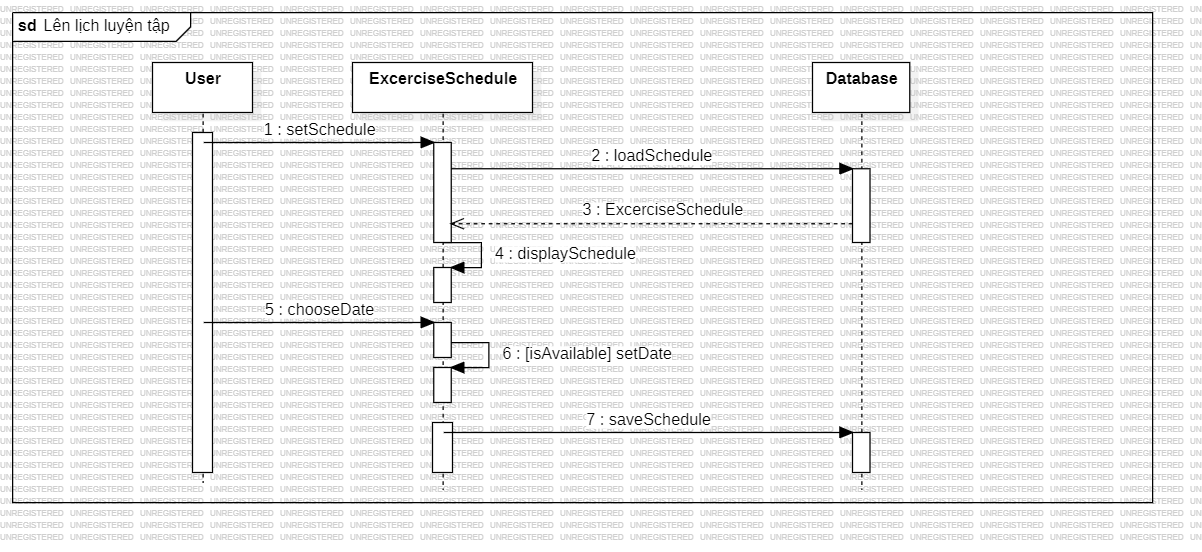 sd Lên lịch luyện tập
User
ExcerciseSchedule
Database
1 : setSchedule
2 : loadSchedule
3 : ExcerciseSchedule
4 : displaySchedule
5 : chooseDate
6 : [isAvailable] setDate
7 : saveSchedule
UNREGISTERED